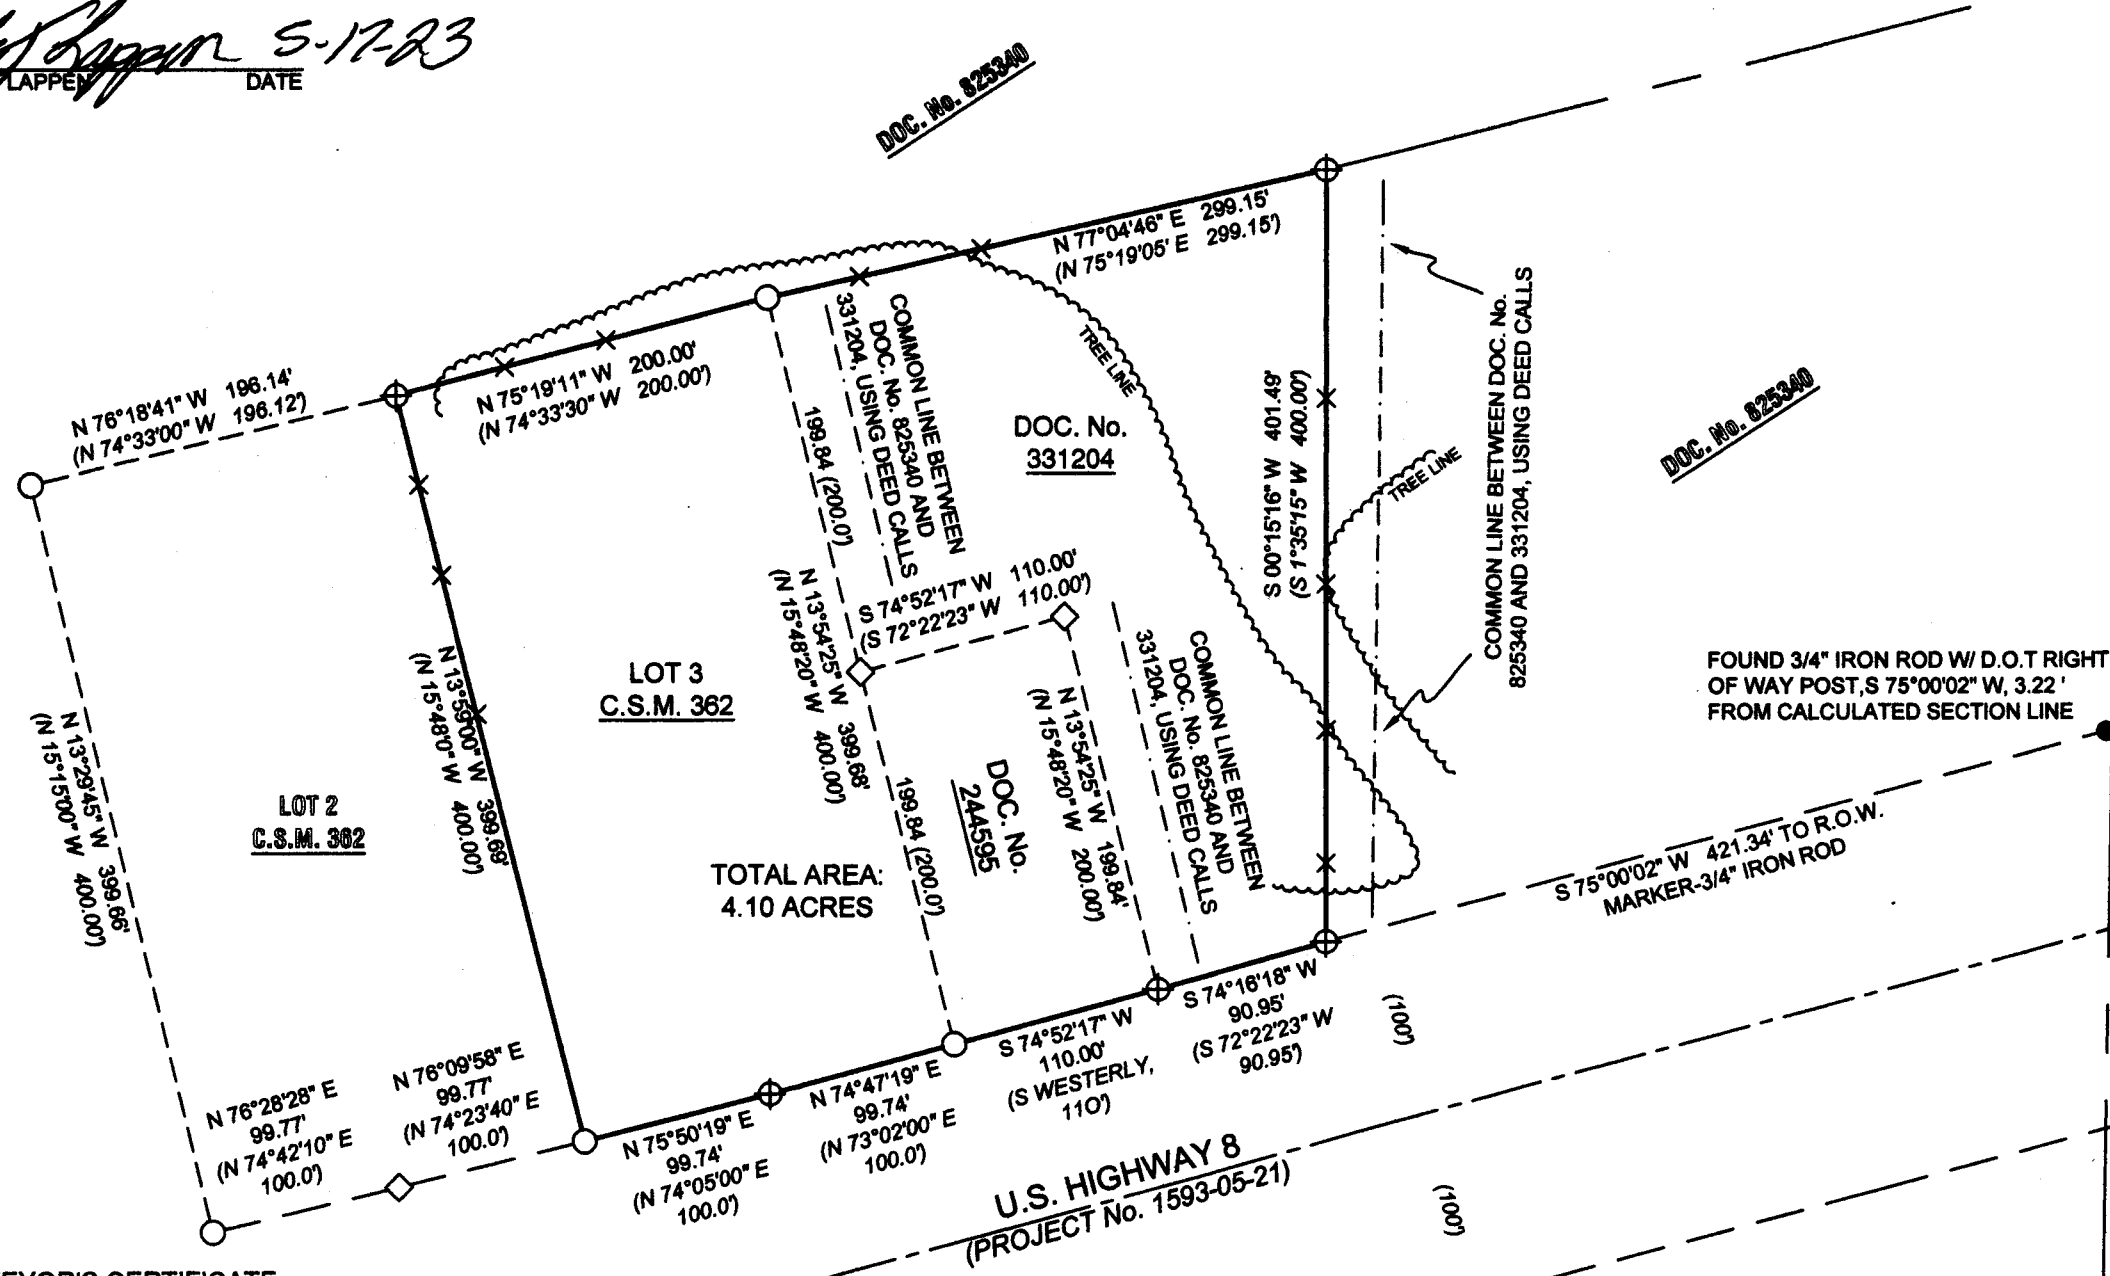 Lappen 5-17-23
LAPPEN DATE
DOC. No. 825340
N 77°04'46" E 299.15'
(N 75°19'05' E 299.15')
N 76°18'41" W 196.14'
(N 74°33'00" W 196.12')
N 75°19'11" W 200.00'
(N 74°33'30" W 200.00')
COMMON LINE BETWEEN
DOC. No. 825340 AND
331204, USING DEED CALLS
TREE LINE
DOC. No.
331204
199.84 (200.0')
S 00°15'16" W 401.49'
(S 1°35'15" W 400.00')
TREE LINE
COMMON LINE BETWEEN DOC. No.
825340 AND 331204, USING DEED CALLS
DOC. No. 825340
S 74°52'17" W 110.00'
(S 72°22'23" W 110.00')
N 13°54'25" W 399.68'
(N 15°48'20" W 400.00')
LOT 3
C.S.M. 362
N 13°59'00" W 399.69'
(N 15°48'0" W 400.00')
N 13°29'45" W 399.66'
(N 15°15'00" W 400.00')
LOT 2
C.S.M. 362
DOC. No.
244595
N 13°54'25" W 199.84'
(N 15°48'20" W 200.00')
COMMON LINE BETWEEN
DOC. No. 825340 AND
331204, USING DEED CALLS
FOUND 3/4" IRON ROD W/ D.O.T RIGHT
OF WAY POST,S 75°00'02" W, 3.22 '
FROM CALCULATED SECTION LINE
199.84 (200.0')
TOTAL AREA:
4.10 ACRES
S 75°00'02" W 421.34' TO R.O.W.
MARKER-3/4" IRON ROD
S 74°16'18" W
90.95'
(S 72°22'23" W
90.95')
(100')
S 74°52'17" W
110.00'
(S WESTERLY,
110')
N 74°47'19" E
99.74'
(N 73°02'00" E
100.0')
N 75°50'19" E
99.74'
(N 74°05'00" E
100.0')
N 76°09'58" E
99.77'
(N 74°23'40" E
100.0')
N 76°28'28" E
99.77'
(N 74°42'10" E
100.0')
U.S. HIGHWAY 8
(PROJECT No. 1593-05-21)
(100')